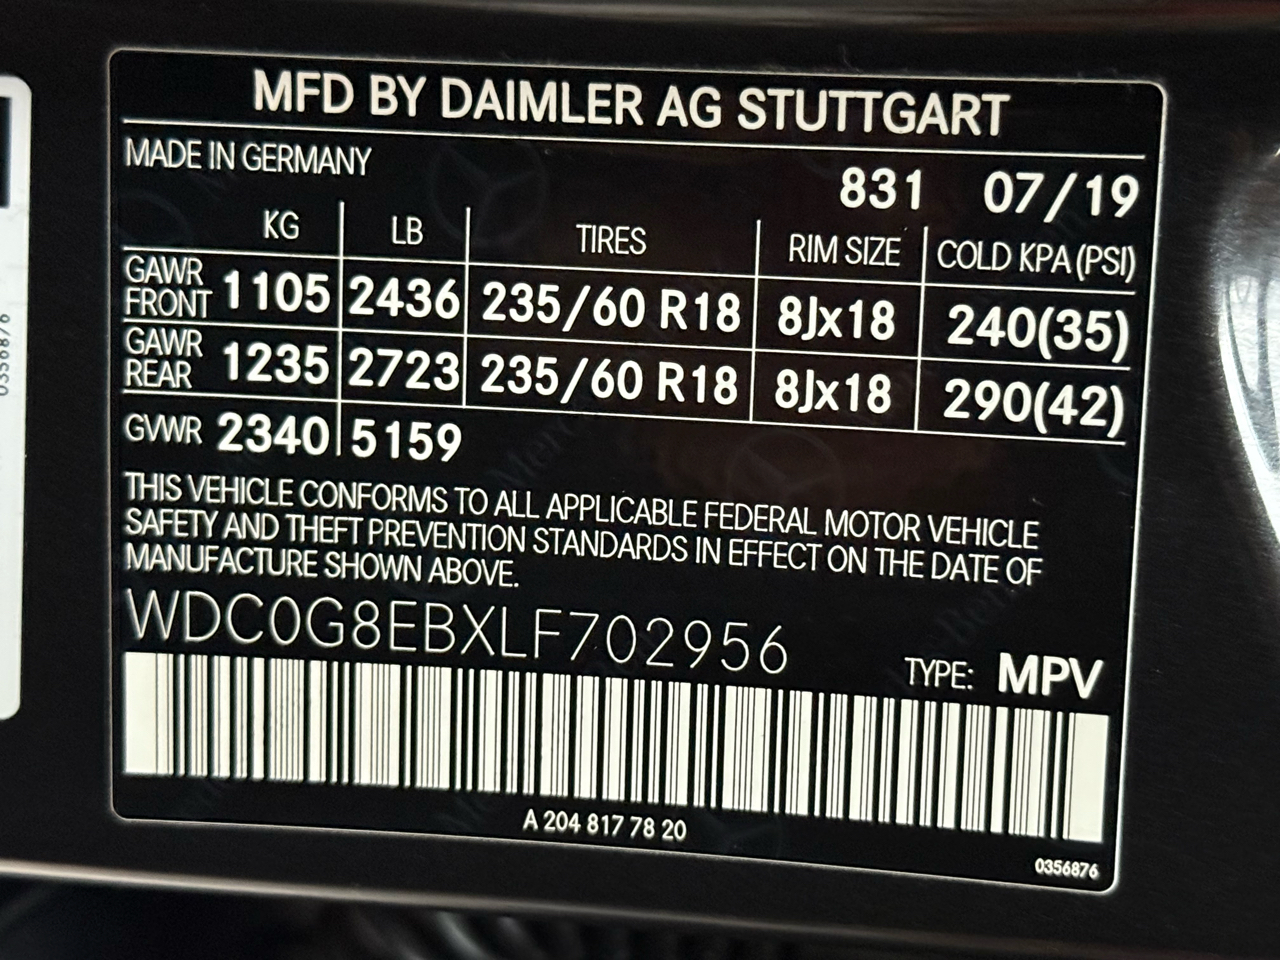 MFD BY DAIMLER AG STUTTGART
MADE IN GERMANY
831 07/19
KG LB TIRES RIM SIZE COLD KPA (PSI)
GAWR FRONT 1105 2436 235/60 R18 8Jx18 240(35)
GAWR REAR 1235 2723 235/60 R18 8Jx18 290(42)
GVWR 2340 5159
THIS VEHICLE CONFORMS TO ALL APPLICABLE FEDERAL MOTOR VEHICLE
SAFETY AND THEFT PREVENTION STANDARDS IN EFFECT ON THE DATE OF
MANUFACTURE SHOWN ABOVE.
WDC0G8EBXLF702956
TYPE: MPV
A 204 817 78 20
0356876
0356876